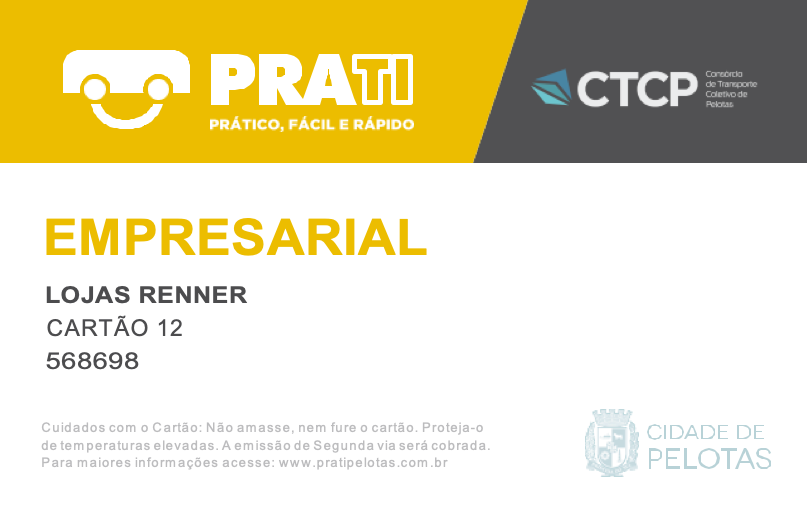 PRATI
PRÁTICO, FÁCIL E RÁPIDO
CTCP
Consórcio
de Transporte
Coletivo de
Pelotas
EMPRESARIAL
LOJAS RENNER
CARTÃO 12
568698
Cuidados com o Cartão: Não amasse, nem fure o cartão. Proteja-o
de temperaturas elevadas. A emissão de Segunda via será cobrada.
Para maiores informações acesse: www.pratipelotas.com.br
CIDADE DE
PELOTAS